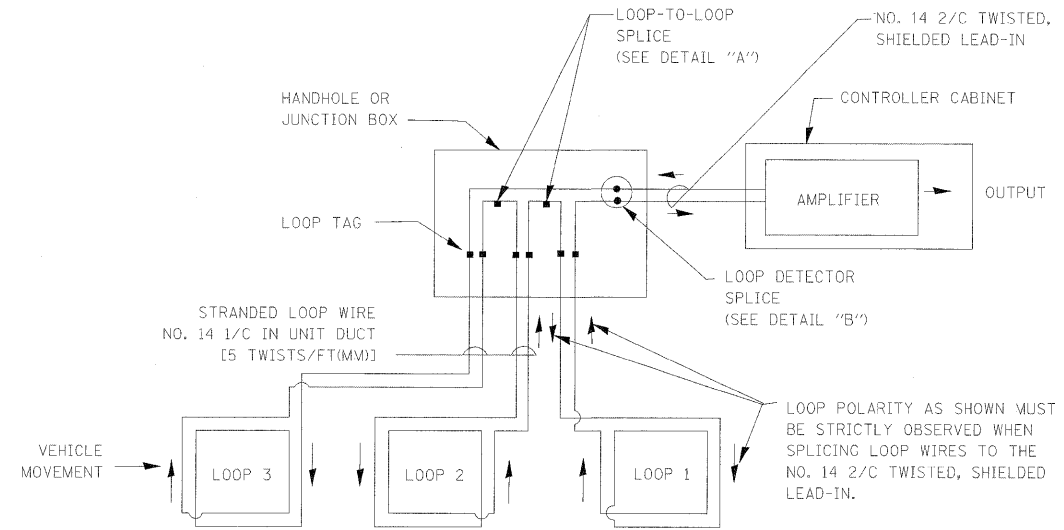 LOOP-TO-LOOP
SPLICE
(SEE DETAIL "A")
NO. 14 2/C TWISTED,
SHIELDED LEAD-IN
HANDHOLE OR
JUNCTION BOX
CONTROLLER CABINET
AMPLIFIER
OUTPUT
LOOP TAG
LOOP DETECTOR
SPLICE
(SEE DETAIL "B")
STRANDED LOOP WIRE
NO. 14 1/C IN UNIT DUCT
[5 TWISTS/FT(MM)]
LOOP POLARITY AS SHOWN MUST
BE STRICTLY OBSERVED WHEN
SPLICING LOOP WIRES TO THE
NO. 14 2/C TWISTED, SHIELDED
LEAD-IN.
VEHICLE
MOVEMENT
LOOP 3
LOOP 2
LOOP 1